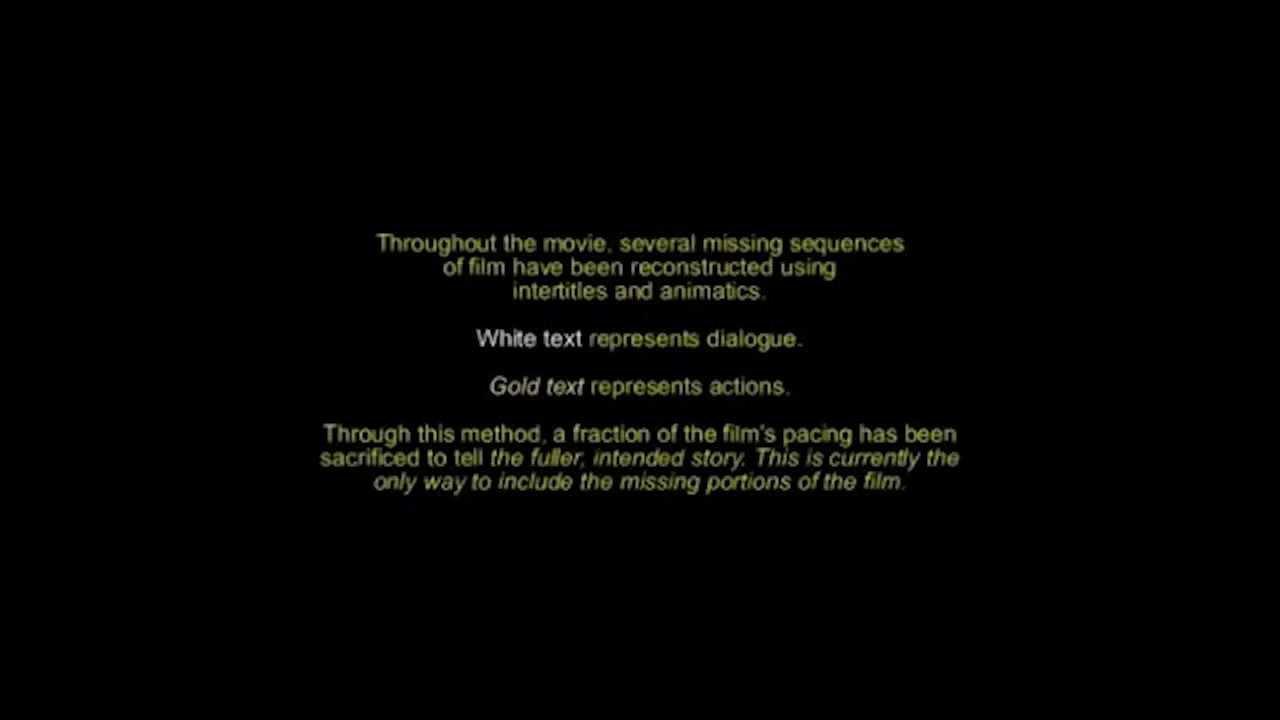 Throughout the movie, several missing sequences
of film have been reconstructed using
intertitles and animatics.
White text represents dialogue.
Gold text represents actions.
Through this method, a fraction of the film's pacing has been
sacrificed to tell the fuller, intended story. This is currently the
only way to include the missing portions of the film.